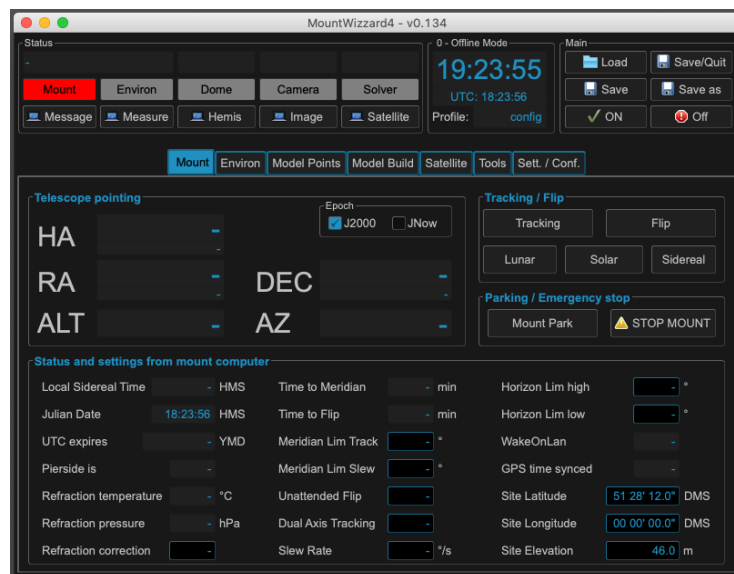 MountWizzard4 - v0.134
Status
0 - Offline Mode
Main
-
19:23:55
Load
Save/Quit
Mount
Environ
Dome
Camera
Solver
UTC: 18:23:56
Save
Save as
Message
Measure
Hemis
Image
Satellite
Profile:
config
ON
Off
Mount
Environ
Model Points
Model Build
Satellite
Tools
Sett. / Conf.
Telescope pointing
Epoch
J2000
JNow
HA
-
-
RA
-
-
DEC
-
-
ALT
-
AZ
-
Tracking / Flip
Tracking
Flip
Lunar
Solar
Sidereal
Parking / Emergency stop
Mount Park
STOP MOUNT
Status and settings from mount computer
Local Sidereal Time - HMS
Julian Date 18:23:56 HMS
UTC expires - YMD
Pierside is -
Refraction temperature - °C
Refraction pressure - hPa
Refraction correction -
Time to Meridian - min
Time to Flip - min
Meridian Lim Track - °
Meridian Lim Slew - °
Unattended Flip -
Dual Axis Tracking -
Slew Rate - °/s
Horizon Lim high - °
Horizon Lim low - °
WakeOnLan -
GPS time synced -
Site Latitude 51 28' 12.0" DMS
Site Longitude 00 00' 00.0" DMS
Site Elevation 46.0 m